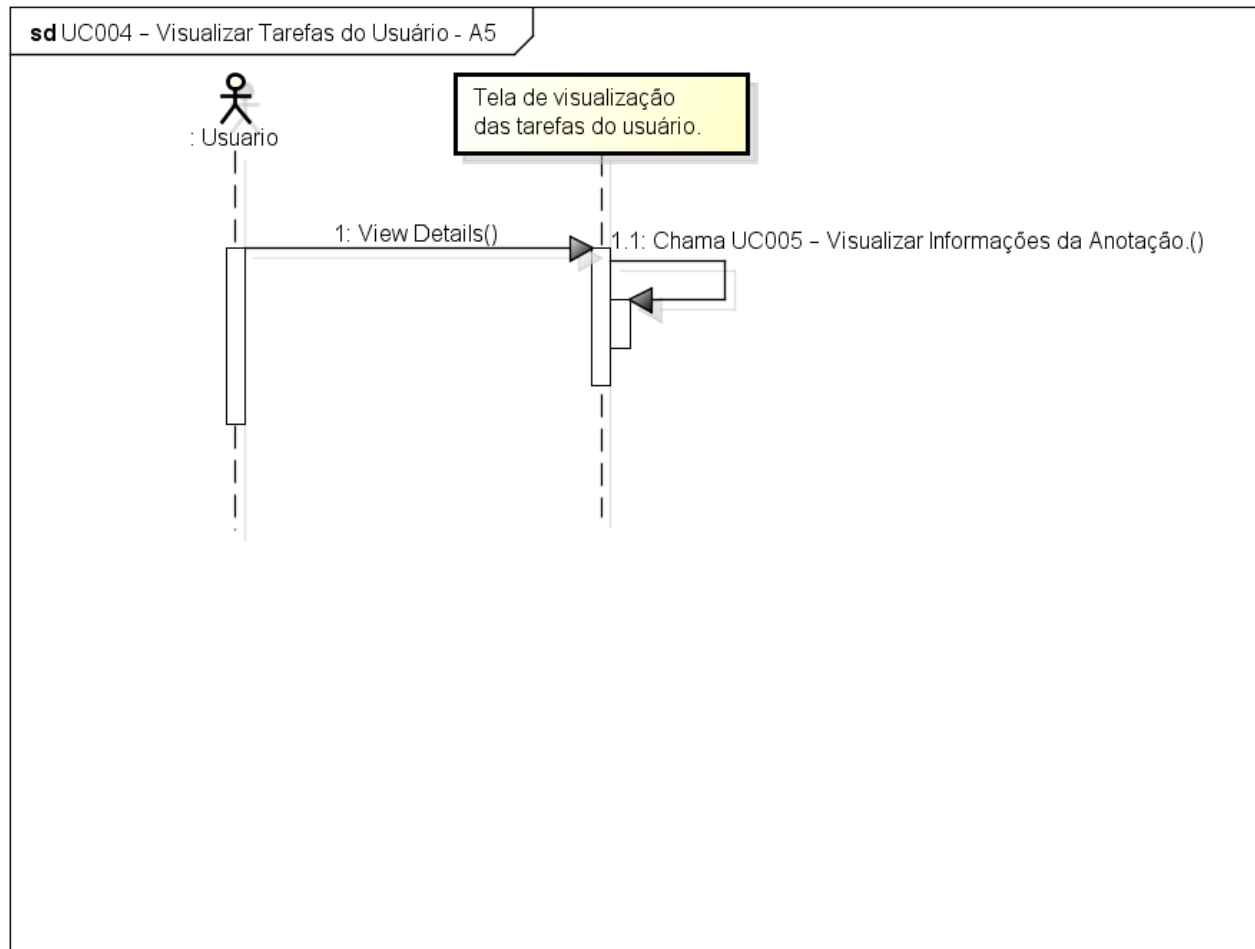 sd UC004 – Visualizar Tarefas do Usuário - A5
: Usuario
Tela de visualização
das tarefas do usuário.
1: View Details()
1.1: Chama UC005 – Visualizar Informações da Anotação.()